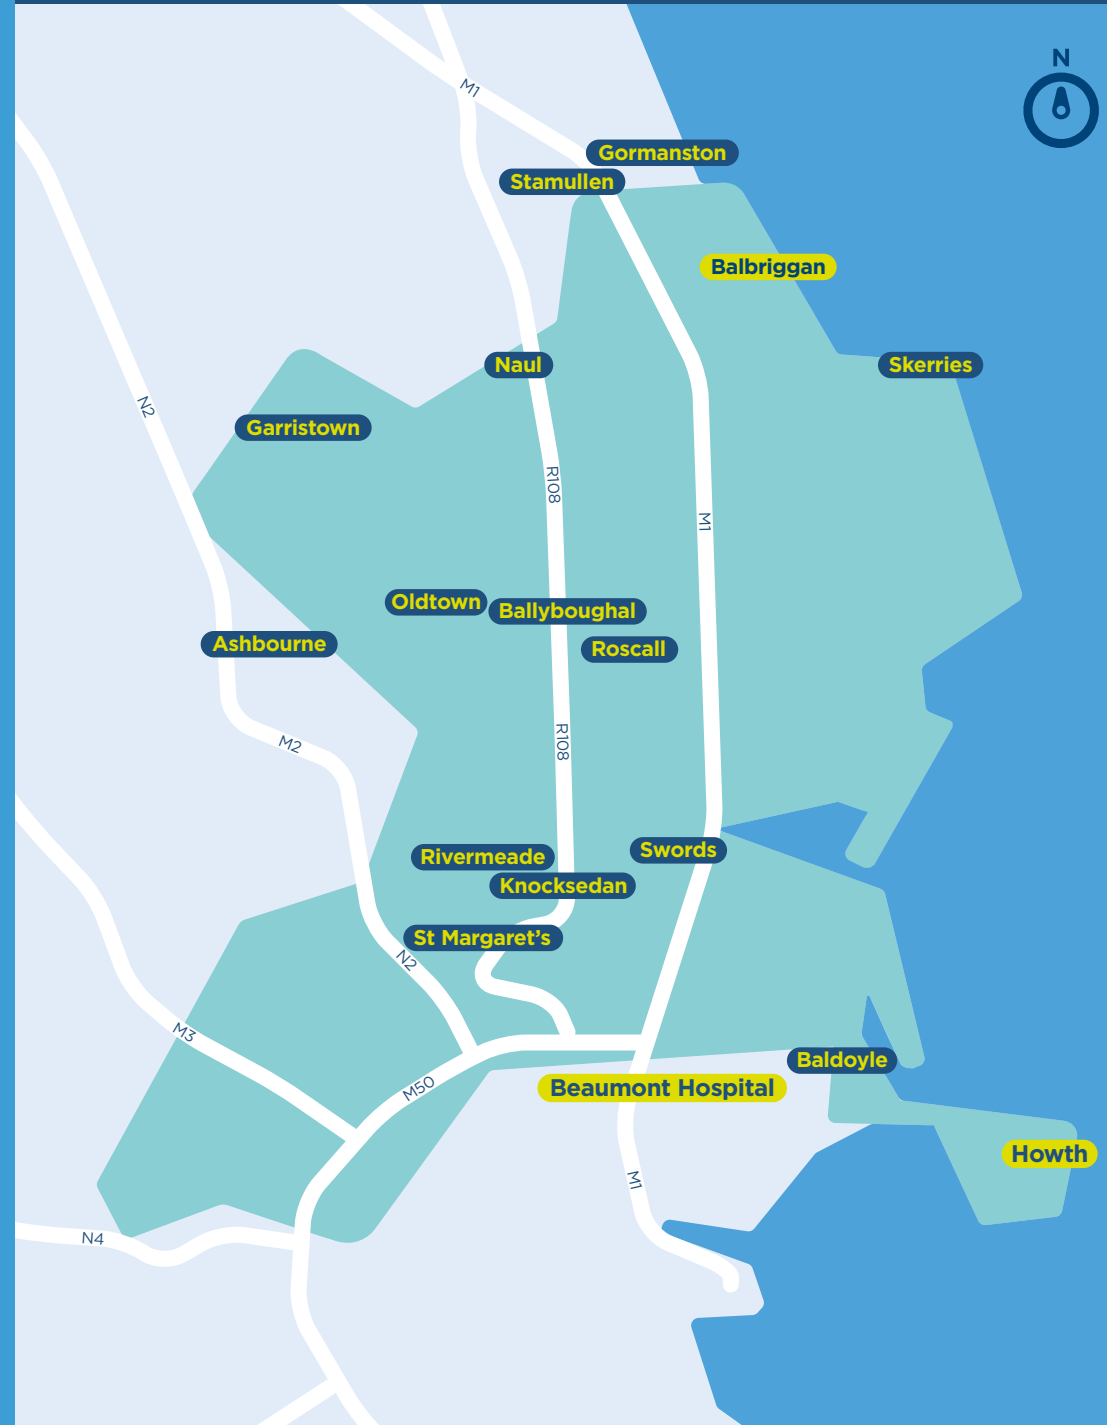 N
M1
Gormanston
Stamullen
Balbriggan
Naul
Skerries
N2
Garristown
R108
M1
Oldtown
Ballyboughal
Ashbourne
Roscall
M2
R108
Rivermeade
Swords
Knocksedan
St Margaret’s
N2
M3
M50
Baldoyle
Beaumont Hospital
Howth
M1
N4